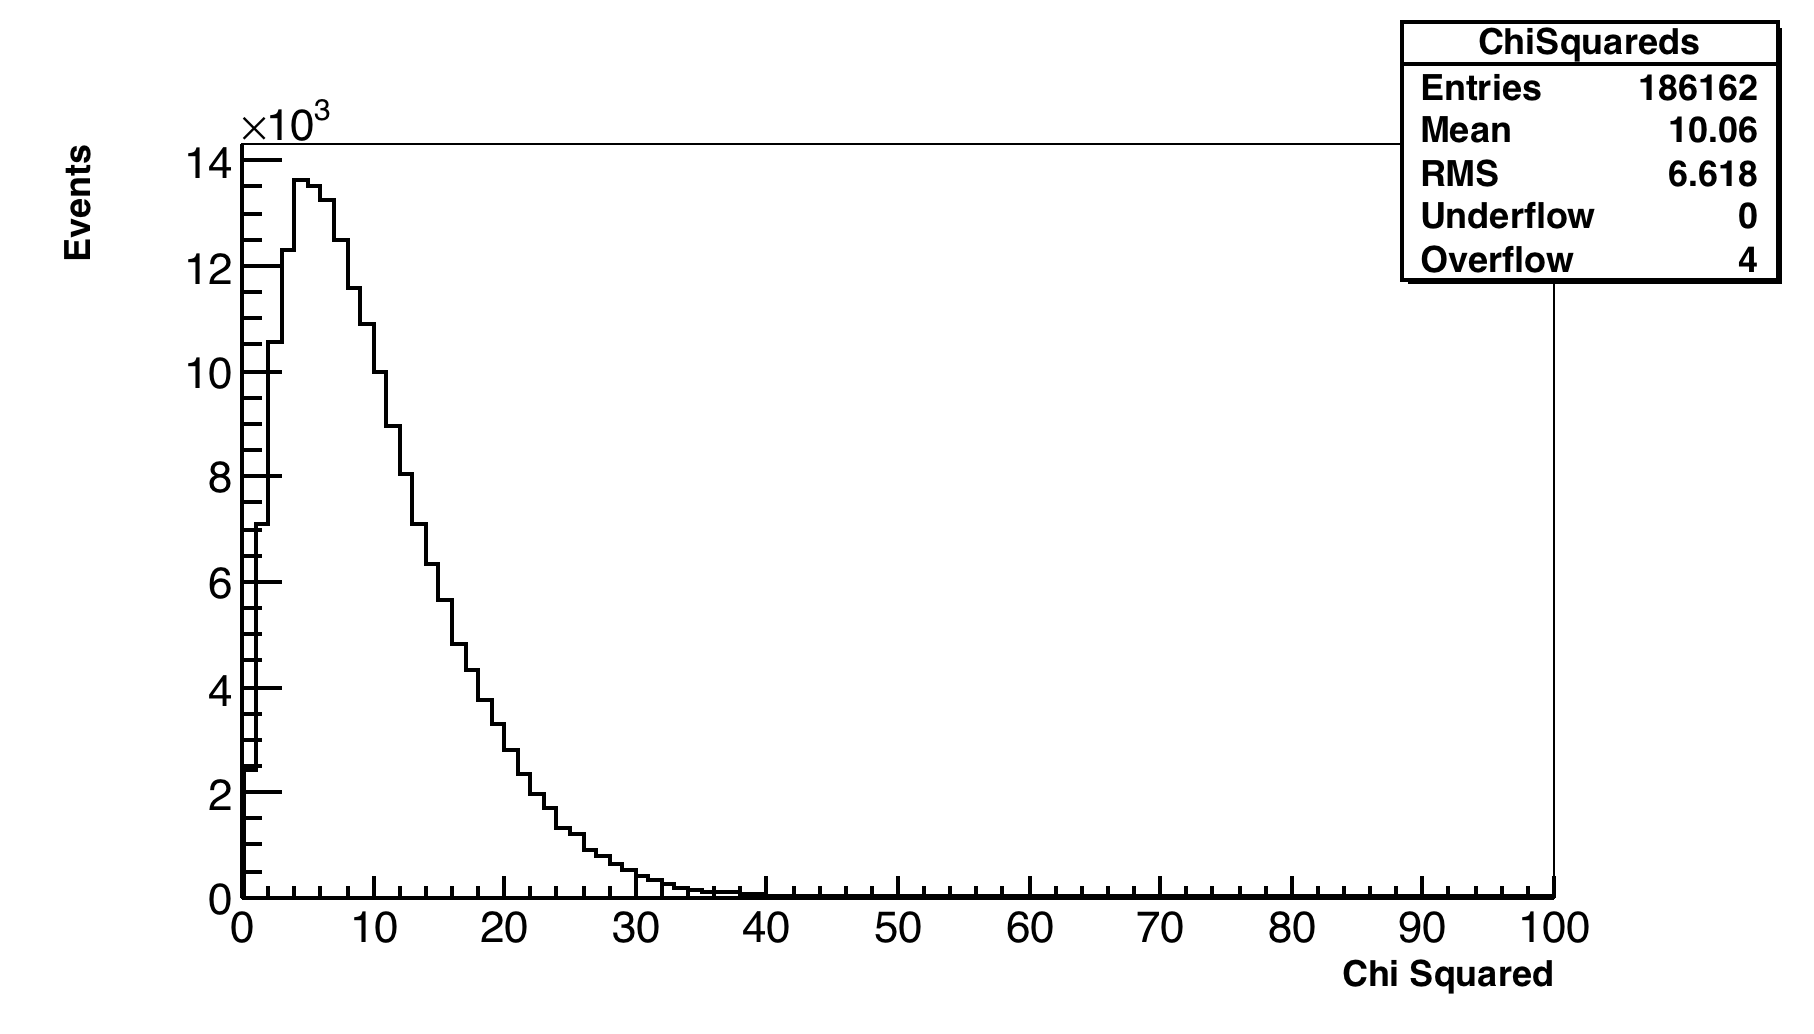 ChiSquareds
Entries 186162
Mean 10.06
RMS 6.618
Underflow 0
Overflow 4
×10³
Events
14
12
10
8
6
4
2
0
0 10 20 30 40 50 60 70 80 90 100
Chi Squared